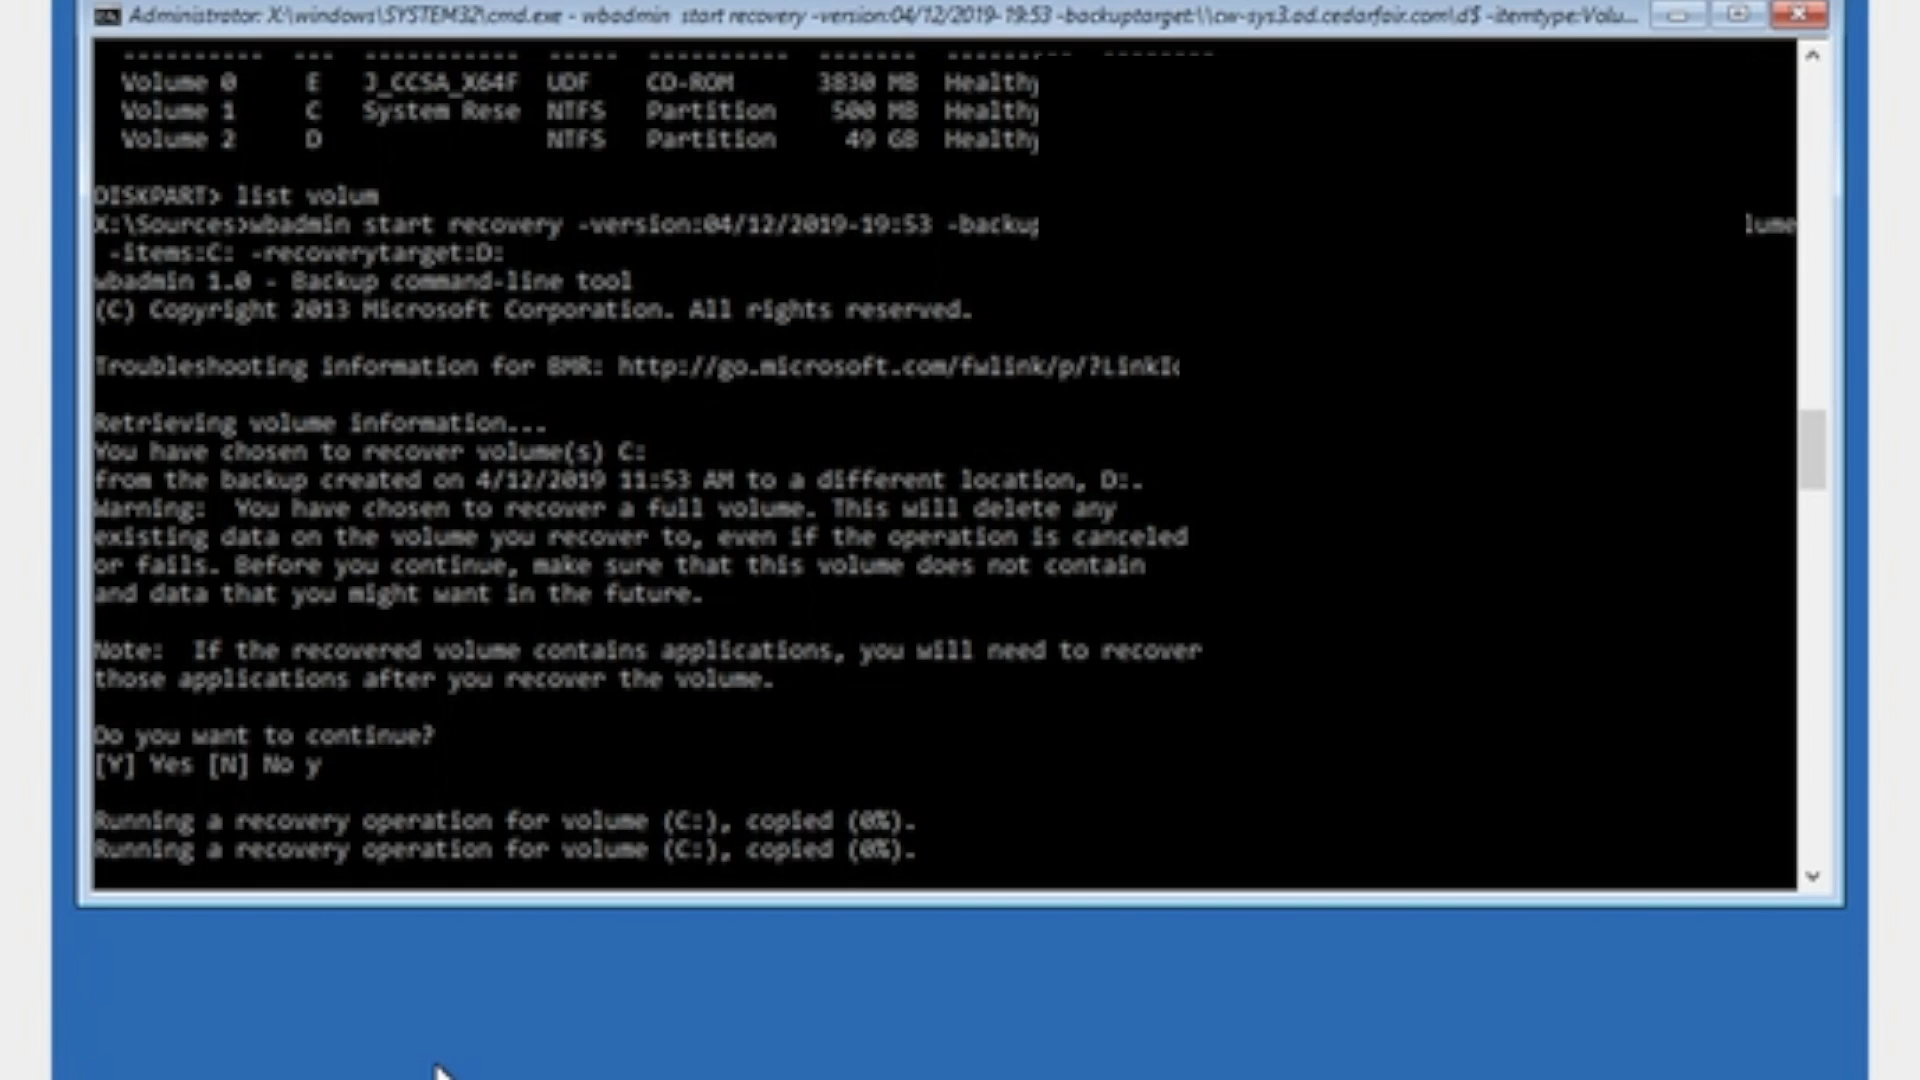 Administrator: X:\windows\SYSTEM32\cmd.exe - wbadmin start recovery -version:04/12/2019-19:53 -backuptarget:\\cw-sys3.ad.cedarfair.com\d$ -itemtype:Volu...
Volume 0 E J_CCSA_X64F UDF CD-ROM 3830 MB Healthy
Volume 1 C System Rese NTFS Partition 500 MB Healthy
Volume 2 D NTFS Partition 49 GB Healthy
DISKPART> list volum
X:\Sources>wbadmin start recovery -version:04/12/2019-19:53 -backup lume
-items:C: -recoverytarget:D:
wbadmin 1.0 - Backup command-line tool
(C) Copyright 2013 Microsoft Corporation. All rights reserved.
Troubleshooting information for BMR: http://go.microsoft.com/fwlink/p/?LinkId
Retrieving volume information...
You have chosen to recover volume(s) C:
from the backup created on 4/12/2019 11:53 AM to a different location, D:.
Warning: You have chosen to recover a full volume. This will delete any
existing data on the volume you recover to, even if the operation is canceled
or fails. Before you continue, make sure that this volume does not contain
and data that you might want in the future.
Note: If the recovered volume contains applications, you will need to recover
those applications after you recover the volume.
Do you want to continue?
[Y] Yes [N] No y
Running a recovery operation for volume (C:), copied (0%).
Running a recovery operation for volume (C:), copied (0%).